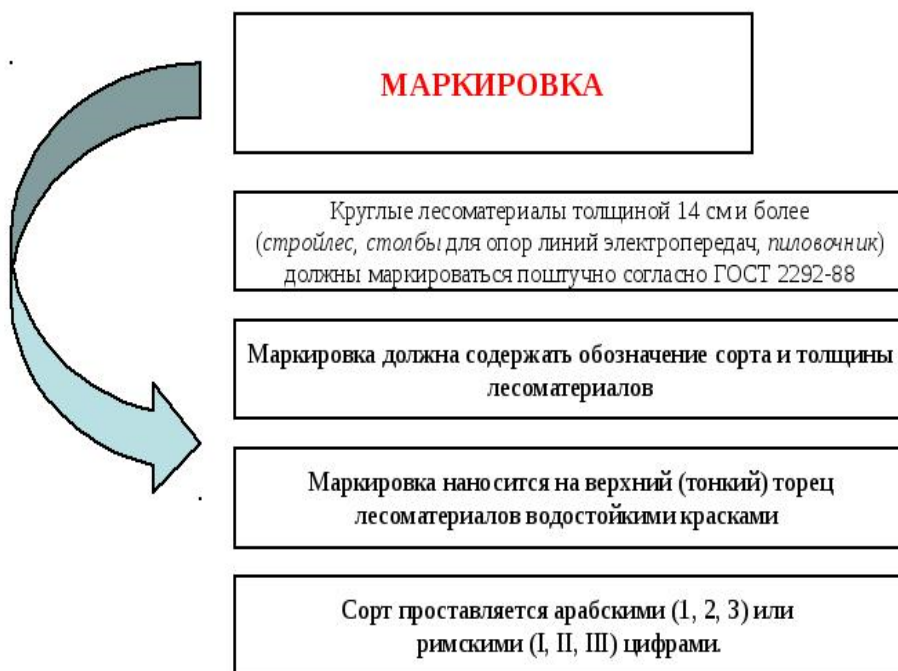 МАРКИРОВКА
Круглые лесоматериалы толщиной 14 см и более
(стройлес, столбы для опор линий электропередач, пиловочник)
должны маркироваться поштучно согласно ГОСТ 2292-88
Маркировка должна содержать обозначение сорта и толщины
лесоматериалов
Маркировка наносится на верхний (тонкий) торец
лесоматериалов водостойкими красками
Сорт проставляется арабскими (1, 2, 3) или
римскими (I, II, III) цифрами.